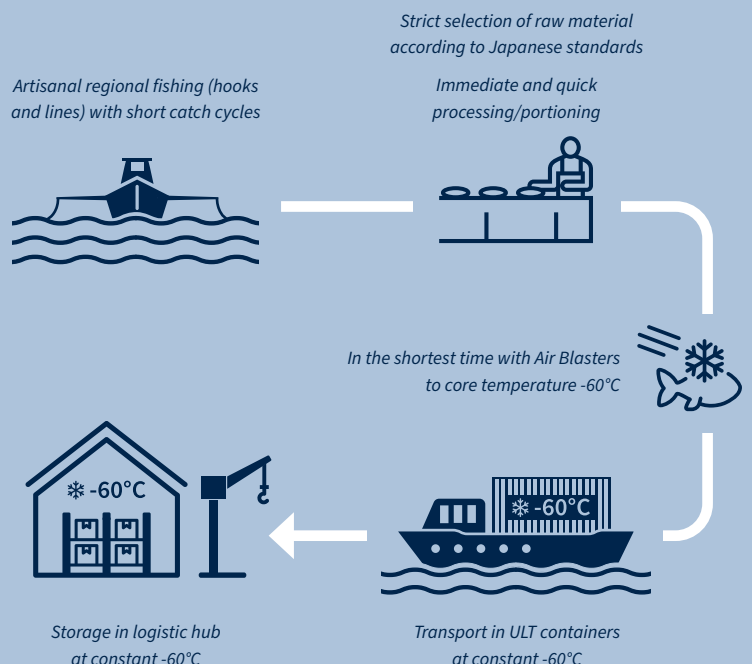 Strict selection of raw material
according to Japanese standards
Artisanal regional fishing (hooks
and lines) with short catch cycles
Immediate and quick
processing/portioning
In the shortest time with Air Blasters
to core temperature -60°C
-60°C
-60°C
Storage in logistic hub
at constant -60°C
Transport in ULT containers
at constant -60°C